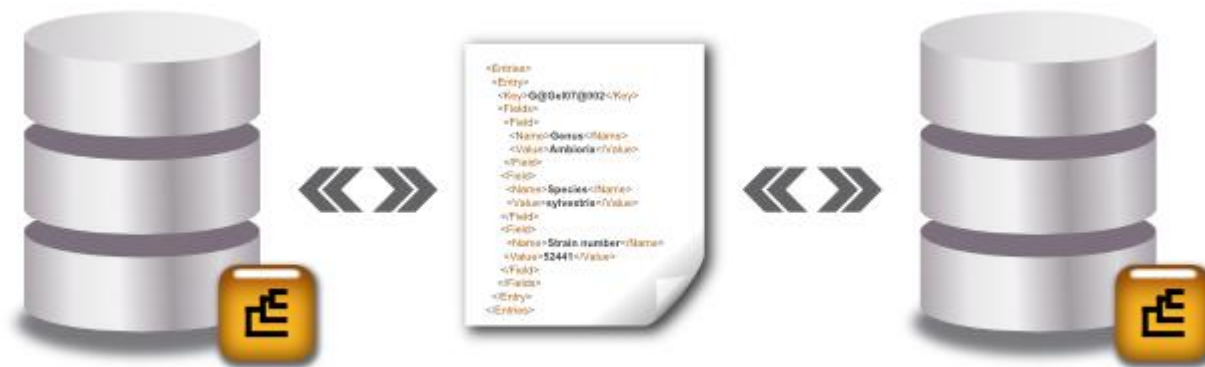 <Entries>
<Entry>
<Key>G@Gel07@002</Key>
<Fields>
<Field>
<Name>Genus</Name>
<Value>Ambiorix</Value>
</Field>
<Field>
<Name>Species</Name>
<Value>sylvestris</Value>
</Field>
<Field>
<Name>Strain number</Name>
<Value>52441</Value>
</Field>
</Fields>
</Entry>
</Entries>